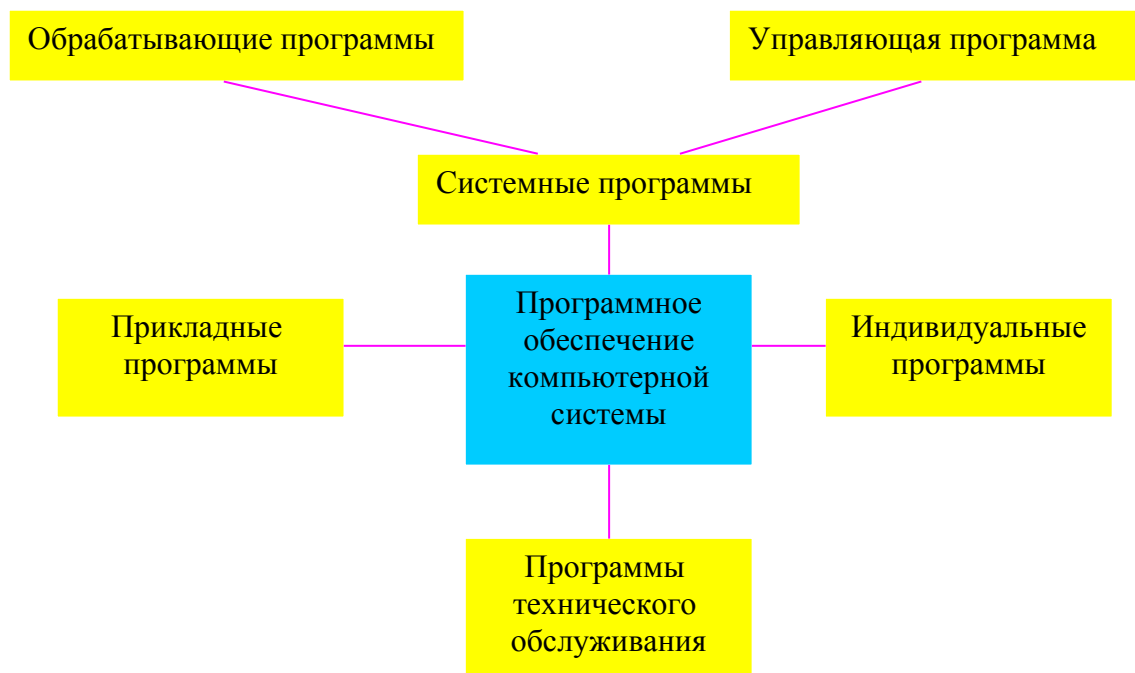 Обрабатывающие программы
Управляющая программа
Системные программы
Прикладные
программы
Программное
обеспечение
компьютерной
системы
Индивидуальные
программы
Программы
технического
обслуживания